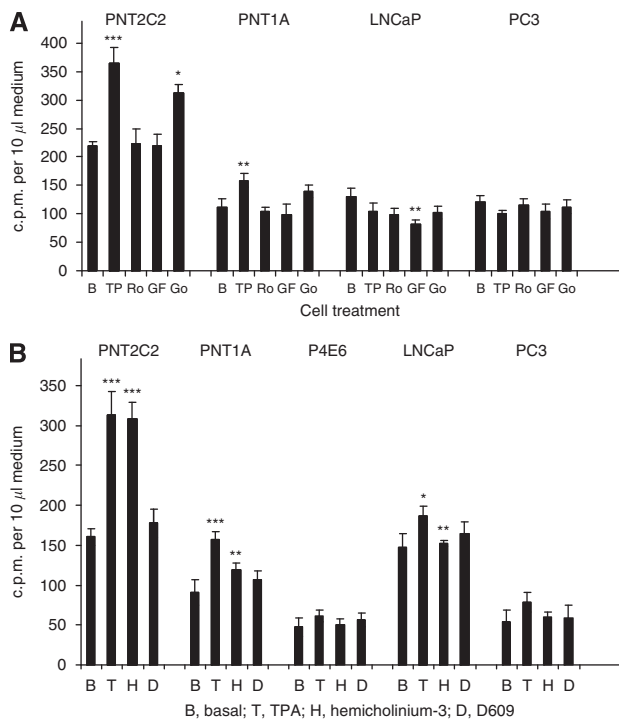 A
PNT2C2 PNT1A LNCaP PC3
c.p.m. per 10 µl medium
450
400
350
300
250
200
150
100
50
0
***
*
**
**
B TP Ro GF Go B TP Ro GF Go B TP Ro GF Go B TP Ro GF Go
Cell treatment
B
PNT2C2 PNT1A P4E6 LNCaP PC3
c.p.m. per 10 µl medium
350
300
250
200
150
100
50
0
*** ***
***
**
*
**
B T H D B T H D B T H D B T H D B T H D
B, basal; T, TPA; H, hemicholinium-3; D, D609